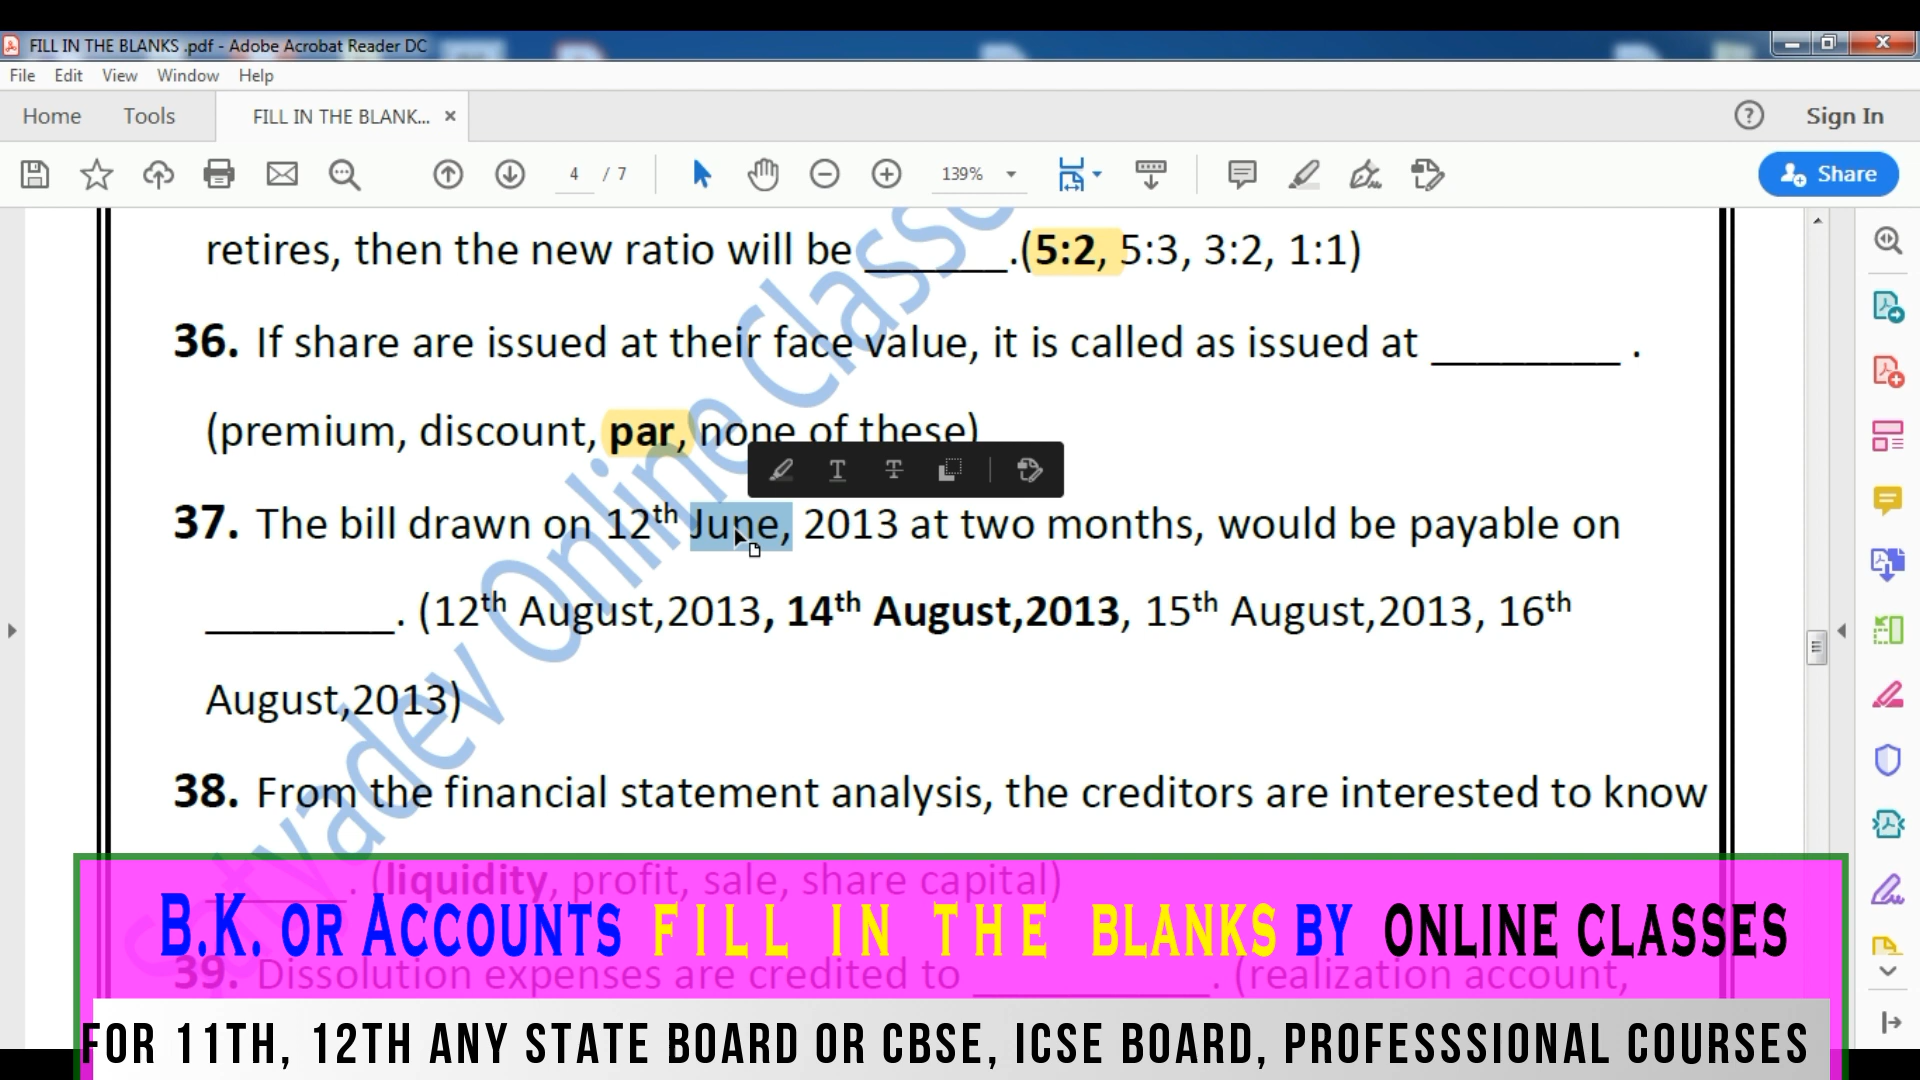 FILL IN THE BLANKS .pdf - Adobe Acrobat Reader DC
File Edit View Window Help
Home Tools FILL IN THE BLANK... × ? Sign In
4 / 7 139% Share
retires, then the new ratio will be ______.(5:2, 5:3, 3:2, 1:1)
36. If share are issued at their face value, it is called as issued at ________ .
(premium, discount, par, none of these)
37. The bill drawn on 12th June, 2013 at two months, would be payable on
________. (12th August,2013, 14th August,2013, 15th August,2013, 16th
August,2013)
38. From the financial statement analysis, the creditors are interested to know
______. (liquidity, profit, sale, share capital)
39. Dissolution expenses are credited to __________. (realization account,
Satyadev Online Classe
B.K. OR ACCOUNTS FILL IN THE BLANKS BY ONLINE CLASSES
FOR 11TH, 12TH ANY STATE BOARD OR CBSE, ICSE BOARD, PROFESSSIONAL COURSES